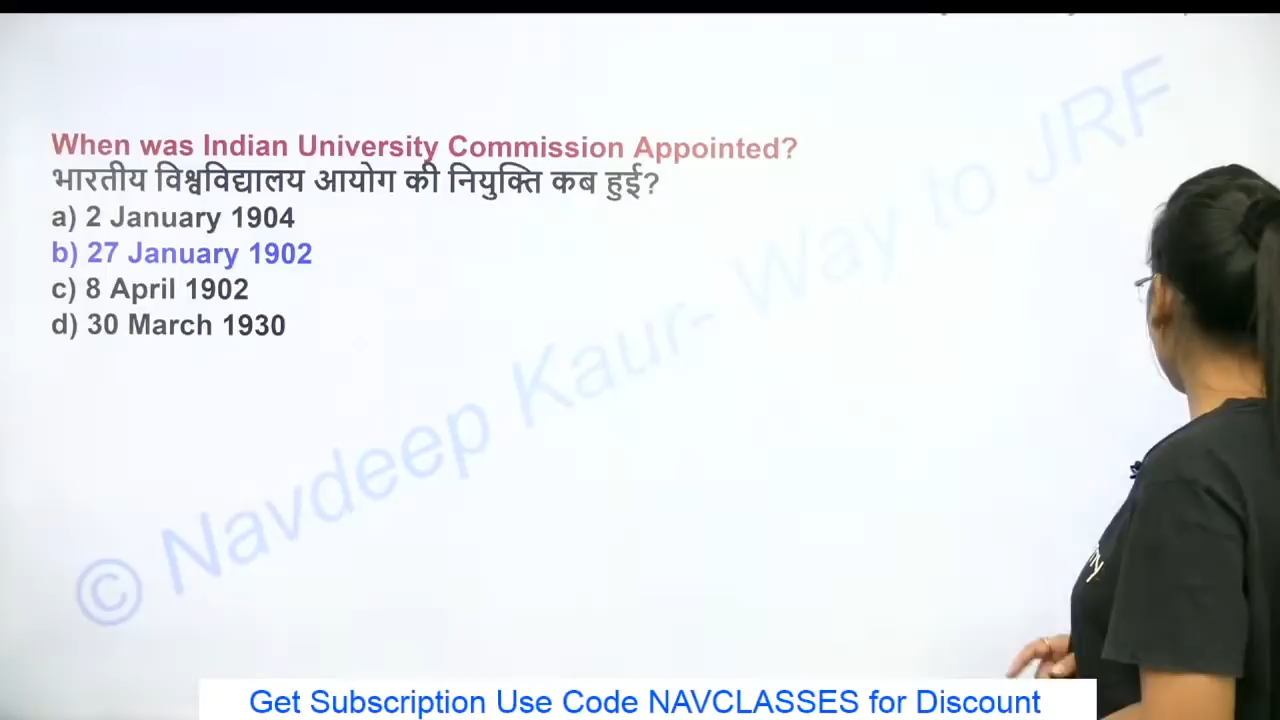 When was Indian University Commission Appointed?
भारतीय विश्वविद्यालय आयोग की नियुक्ति कब हुई?
a) 2 January 1904
b) 27 January 1902
c) 8 April 1902
d) 30 March 1930
© Navdeep Kaur- Way to JRF
Get Subscription Use Code NAVCLASSES for Discount